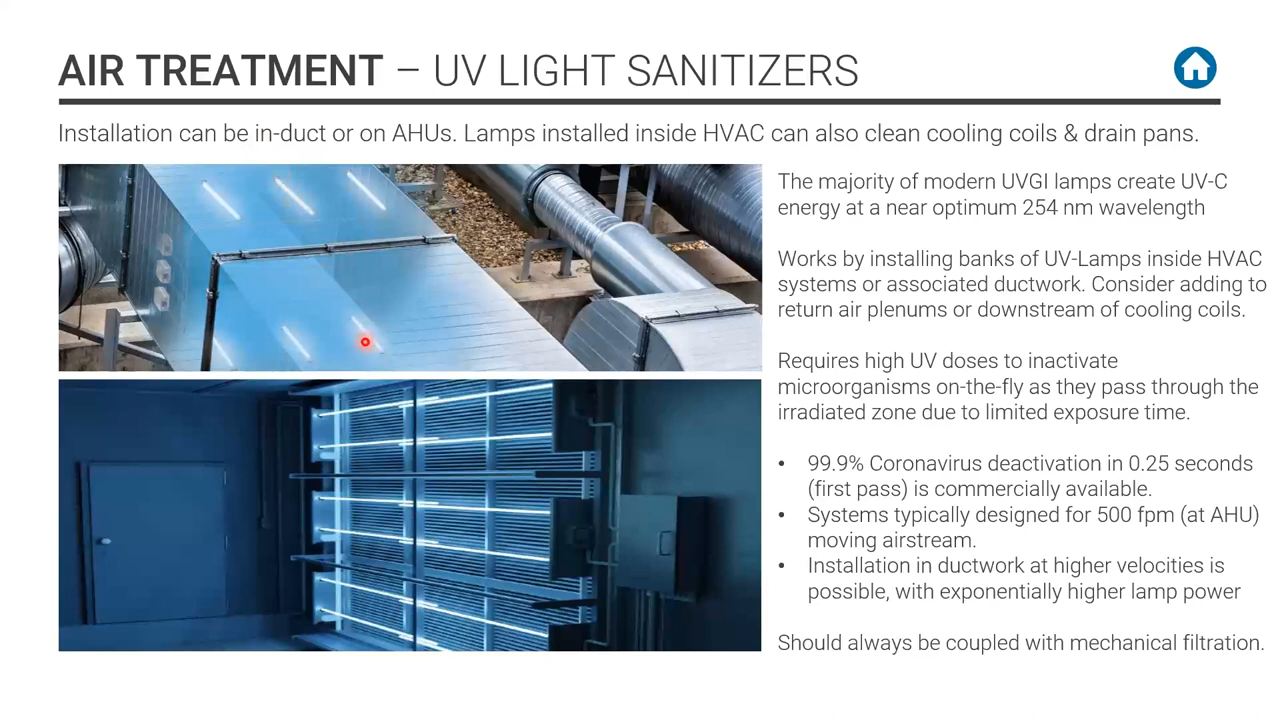 AIR TREATMENT – UV LIGHT SANITIZERS
Installation can be in-duct or on AHUs. Lamps installed inside HVAC can also clean cooling coils & drain pans.
The majority of modern UVGI lamps create UV-C
energy at a near optimum 254 nm wavelength
Works by installing banks of UV-Lamps inside HVAC
systems or associated ductwork. Consider adding to
return air plenums or downstream of cooling coils.
Requires high UV doses to inactivate
microorganisms on-the-fly as they pass through the
irradiated zone due to limited exposure time.
• 99.9% Coronavirus deactivation in 0.25 seconds
(first pass) is commercially available.
• Systems typically designed for 500 fpm (at AHU)
moving airstream.
• Installation in ductwork at higher velocities is
possible, with exponentially higher lamp power
Should always be coupled with mechanical filtration.